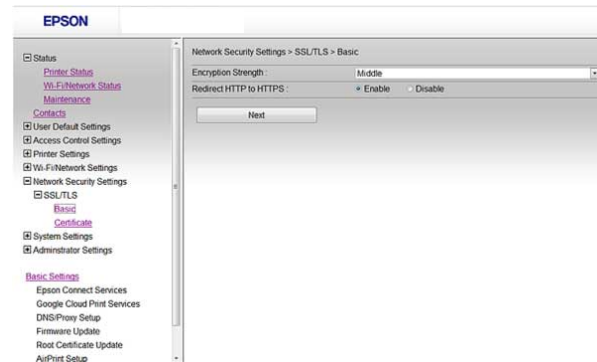 EPSON
Status
Printer Status
Wi-Fi/Network Status
Maintenance
Contacts
User Default Settings
Access Control Settings
Printer Settings
Wi-Fi/Network Settings
Network Security Settings
SSL/TLS
Basic
Certificate
System Settings
Adminstrator Settings
Basic Settings
Epson Connect Services
Google Cloud Print Services
DNS/Proxy Setup
Firmware Update
Root Certificate Update
AirPrint Setup
Network Security Settings > SSL/TLS > Basic
Encryption Strength : Middle
Redirect HTTP to HTTPS : Enable Disable
Next